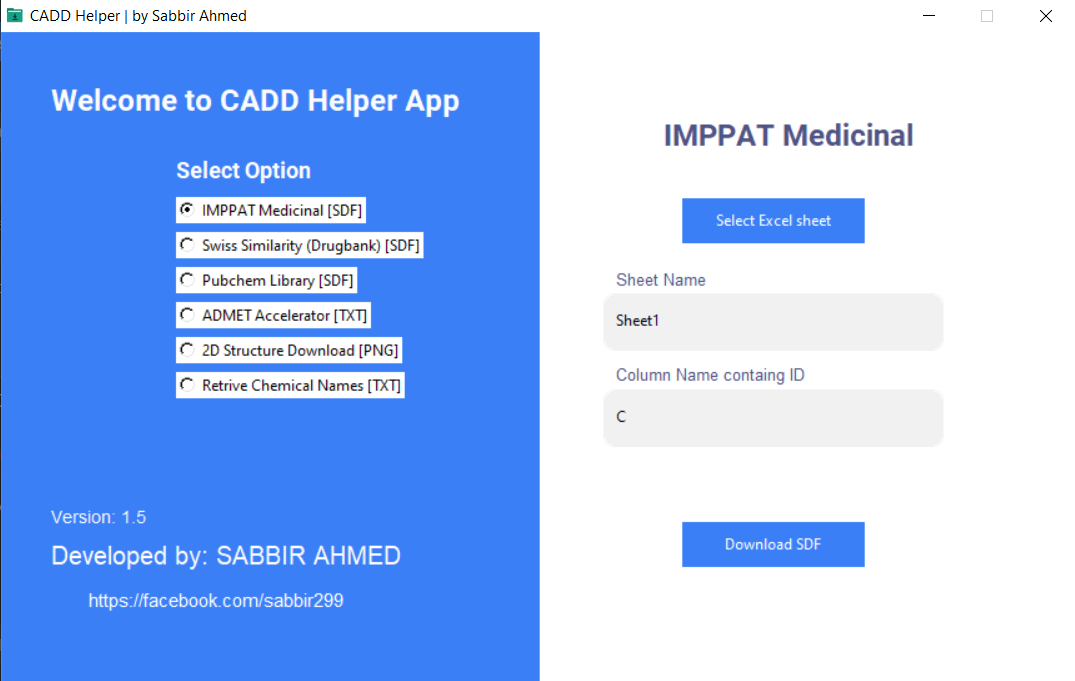 CADD Helper | by Sabbir Ahmed
Welcome to CADD Helper App
Select Option
IMPPAT Medicinal [SDF]
Swiss Similarity (Drugbank) [SDF]
Pubchem Library [SDF]
ADMET Accelerator [TXT]
2D Structure Download [PNG]
Retrive Chemical Names [TXT]
Version: 1.5
Developed by: SABBIR AHMED
https://facebook.com/sabbir299
IMPPAT Medicinal
Select Excel sheet
Sheet Name
Sheet1
Column Name containg ID
C
Download SDF